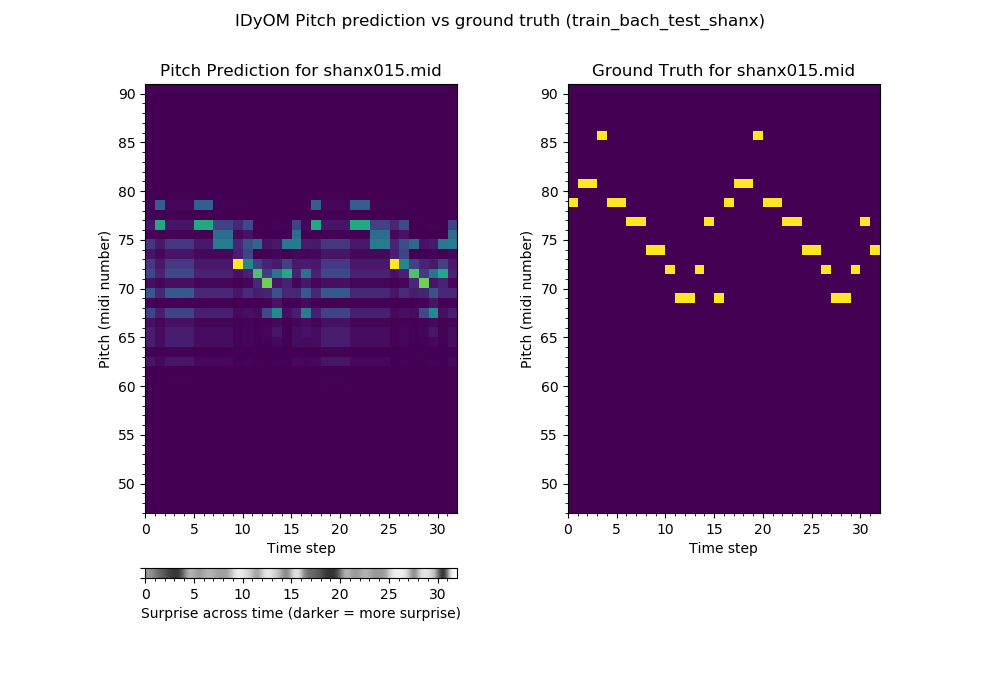 IDyOM Pitch prediction vs ground truth (train_bach_test_shanx)
Pitch Prediction for shanx015.mid
90
85
80
75
70
65
60
55
50
Pitch (midi number)
0 5 10 15 20 25 30
Time step
0 5 10 15 20 25 30
Surprise across time (darker = more surprise)
Ground Truth for shanx015.mid
90
85
80
75
70
65
60
55
50
Pitch (midi number)
0 5 10 15 20 25 30
Time step